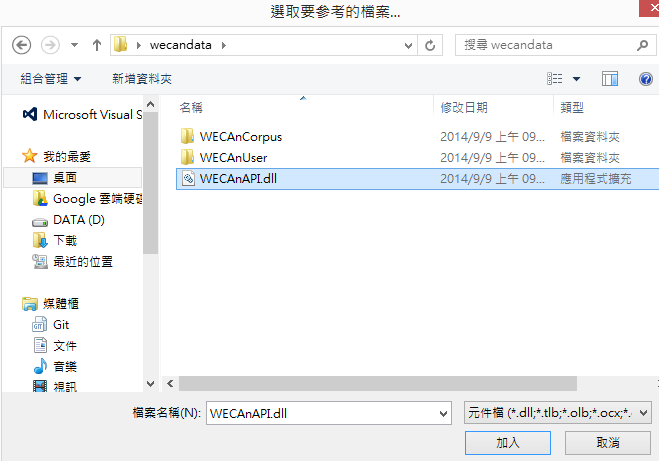 選取要參考的檔案...
wecandata
搜尋 wecandata
組合管理
新增資料夾
Microsoft Visual S
我的最愛
桌面
Google 雲端硬碟
DATA (D)
下載
最近的位置
媒體櫃
Git
文件
音樂
視訊
名稱 修改日期 類型
WECAnCorpus 2014/9/9 上午 09... 檔案資料夾
WECAnUser 2014/9/9 上午 09... 檔案資料夾
WECAnAPI.dll 2014/9/9 上午 09... 應用程式擴充
檔案名稱(N): WECAnAPI.dll 元件檔 (*.dll;*.tlb;*.olb;*.ocx;*.
加入 取消